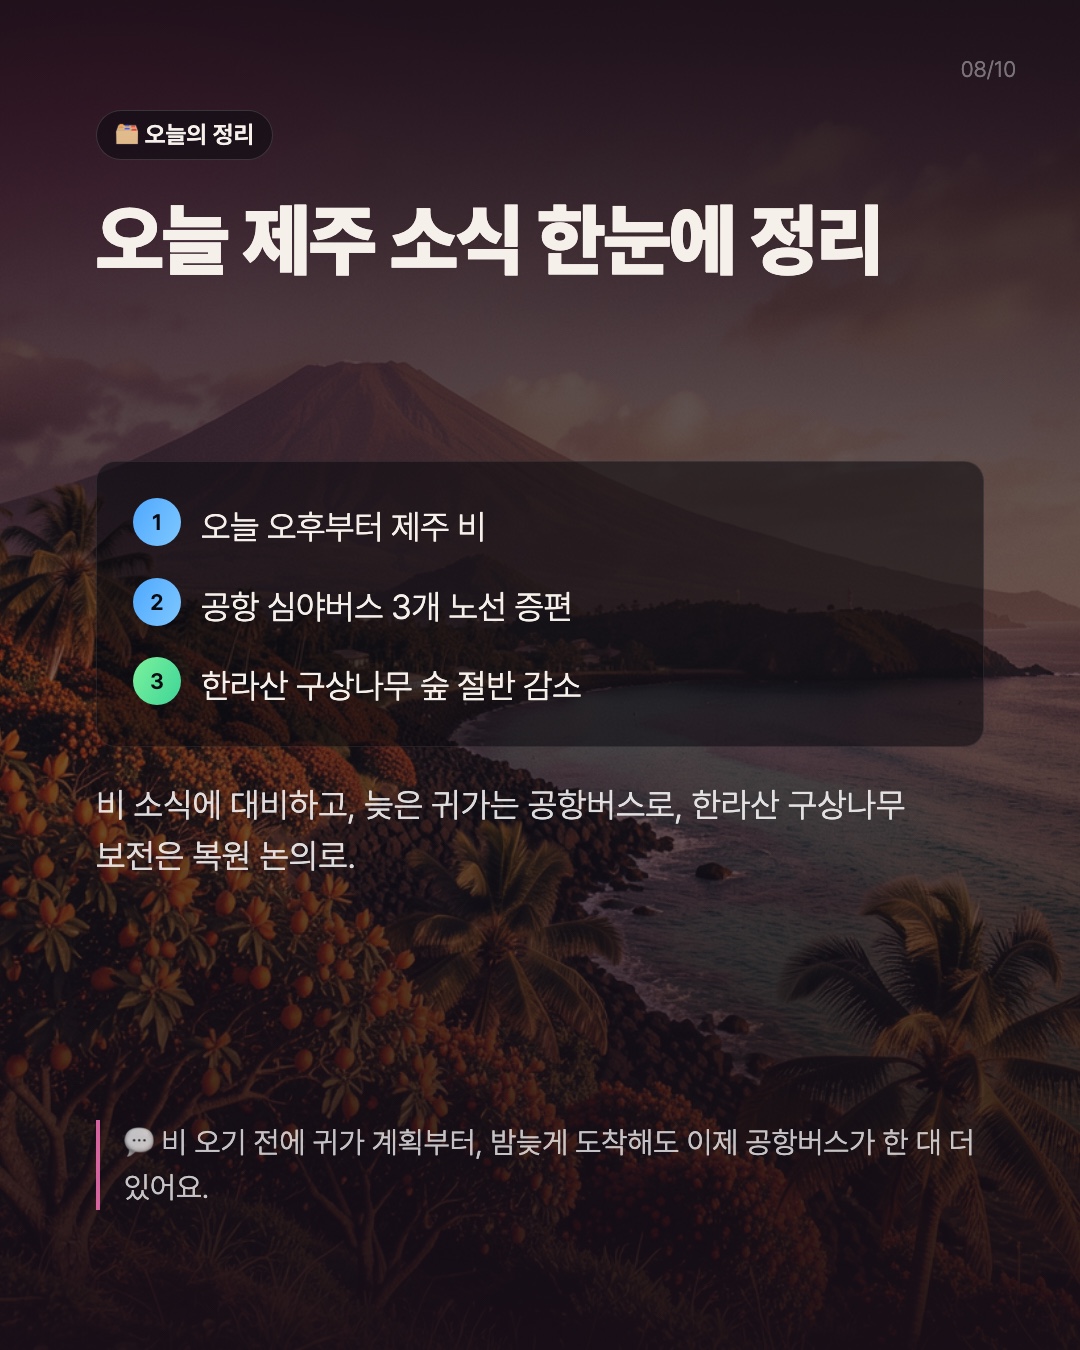 08/10
🗂️ 오늘의 정리
오늘 제주 소식 한눈에 정리
1 오늘 오후부터 제주 비
2 공항 심야버스 3개 노선 증편
3 한라산 구상나무 숲 절반 감소
비 소식에 대비하고, 늦은 귀가는 공항버스로, 한라산 구상나무
보전은 복원 논의로.
💬 비 오기 전에 귀가 계획부터, 밤늦게 도착해도 이제 공항버스가 한 대 더
있어요.